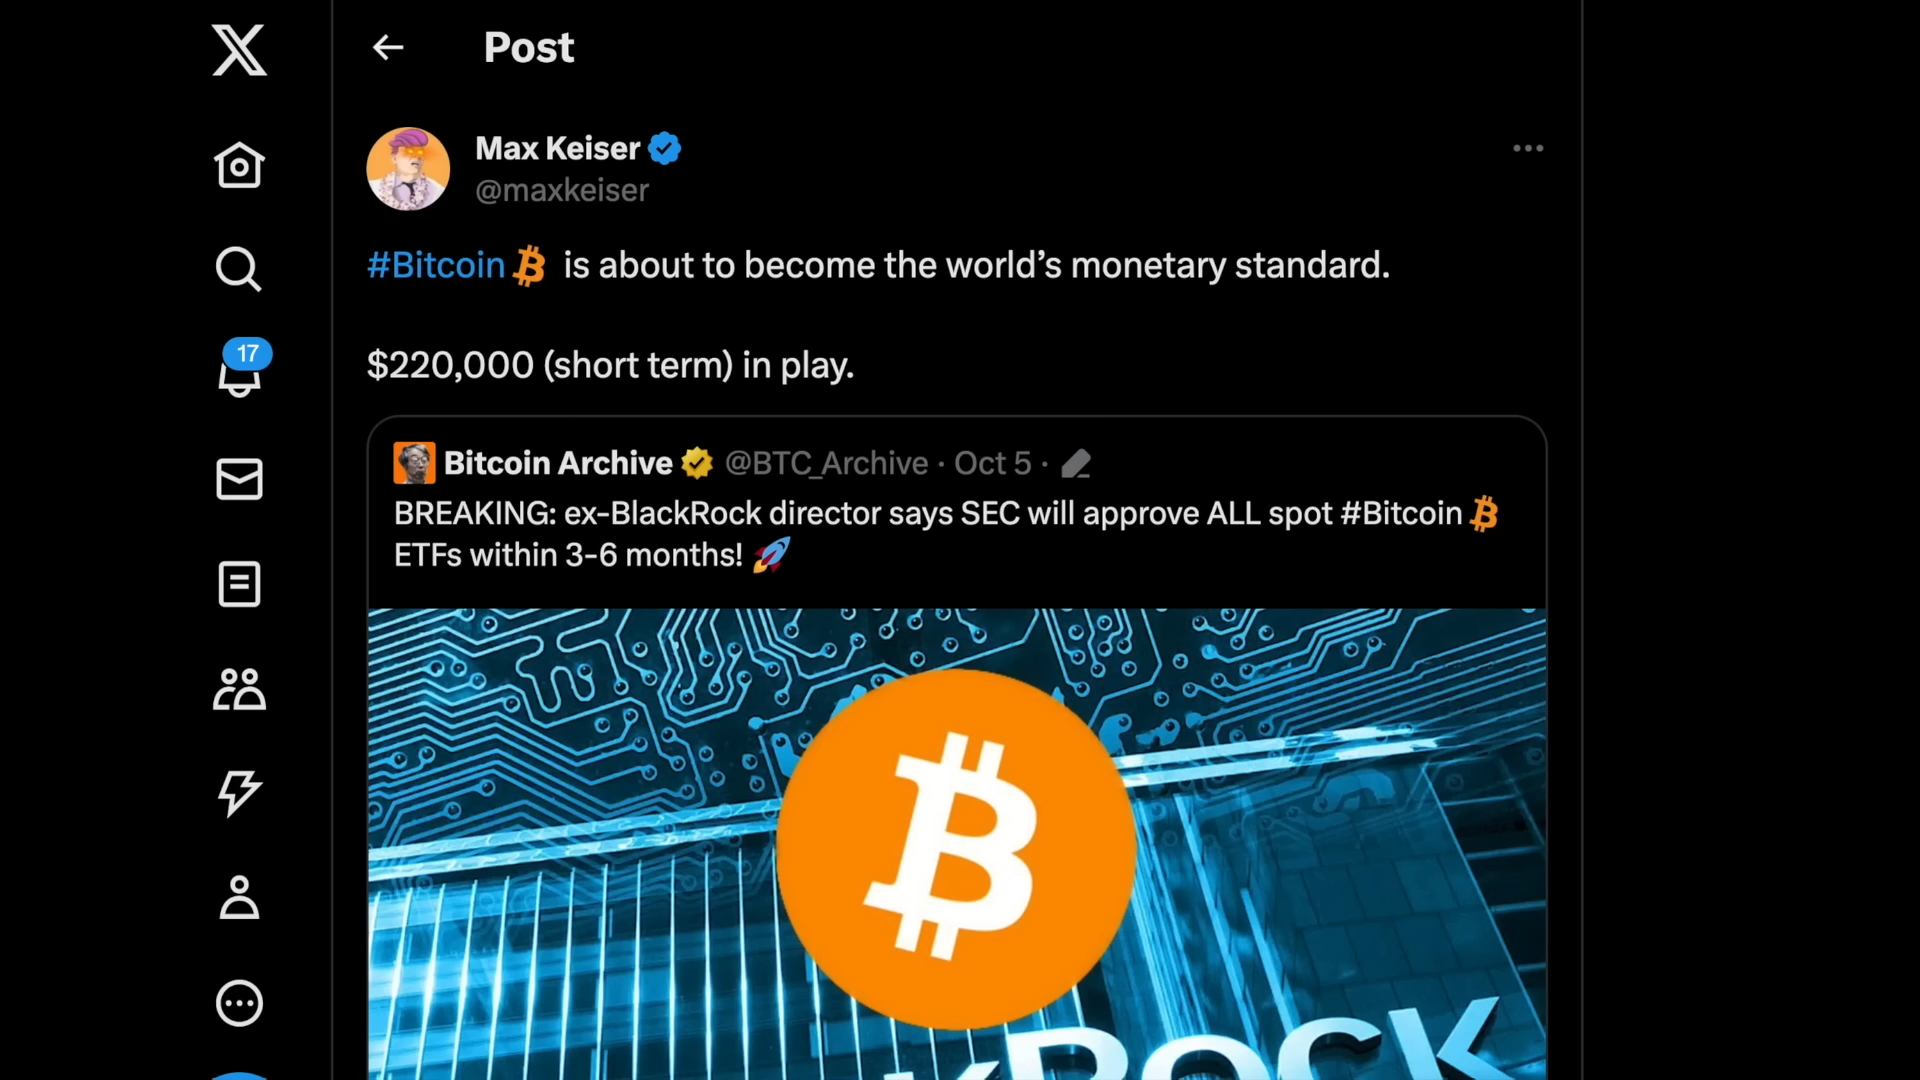 Post
Max Keiser
@maxkeiser
#Bitcoin is about to become the world’s monetary standard.
17
$220,000 (short term) in play.
Bitcoin Archive @BTC_Archive · Oct 5 ·
BREAKING: ex-BlackRock director says SEC will approve ALL spot #Bitcoin
ETFs within 3-6 months!
kROCK